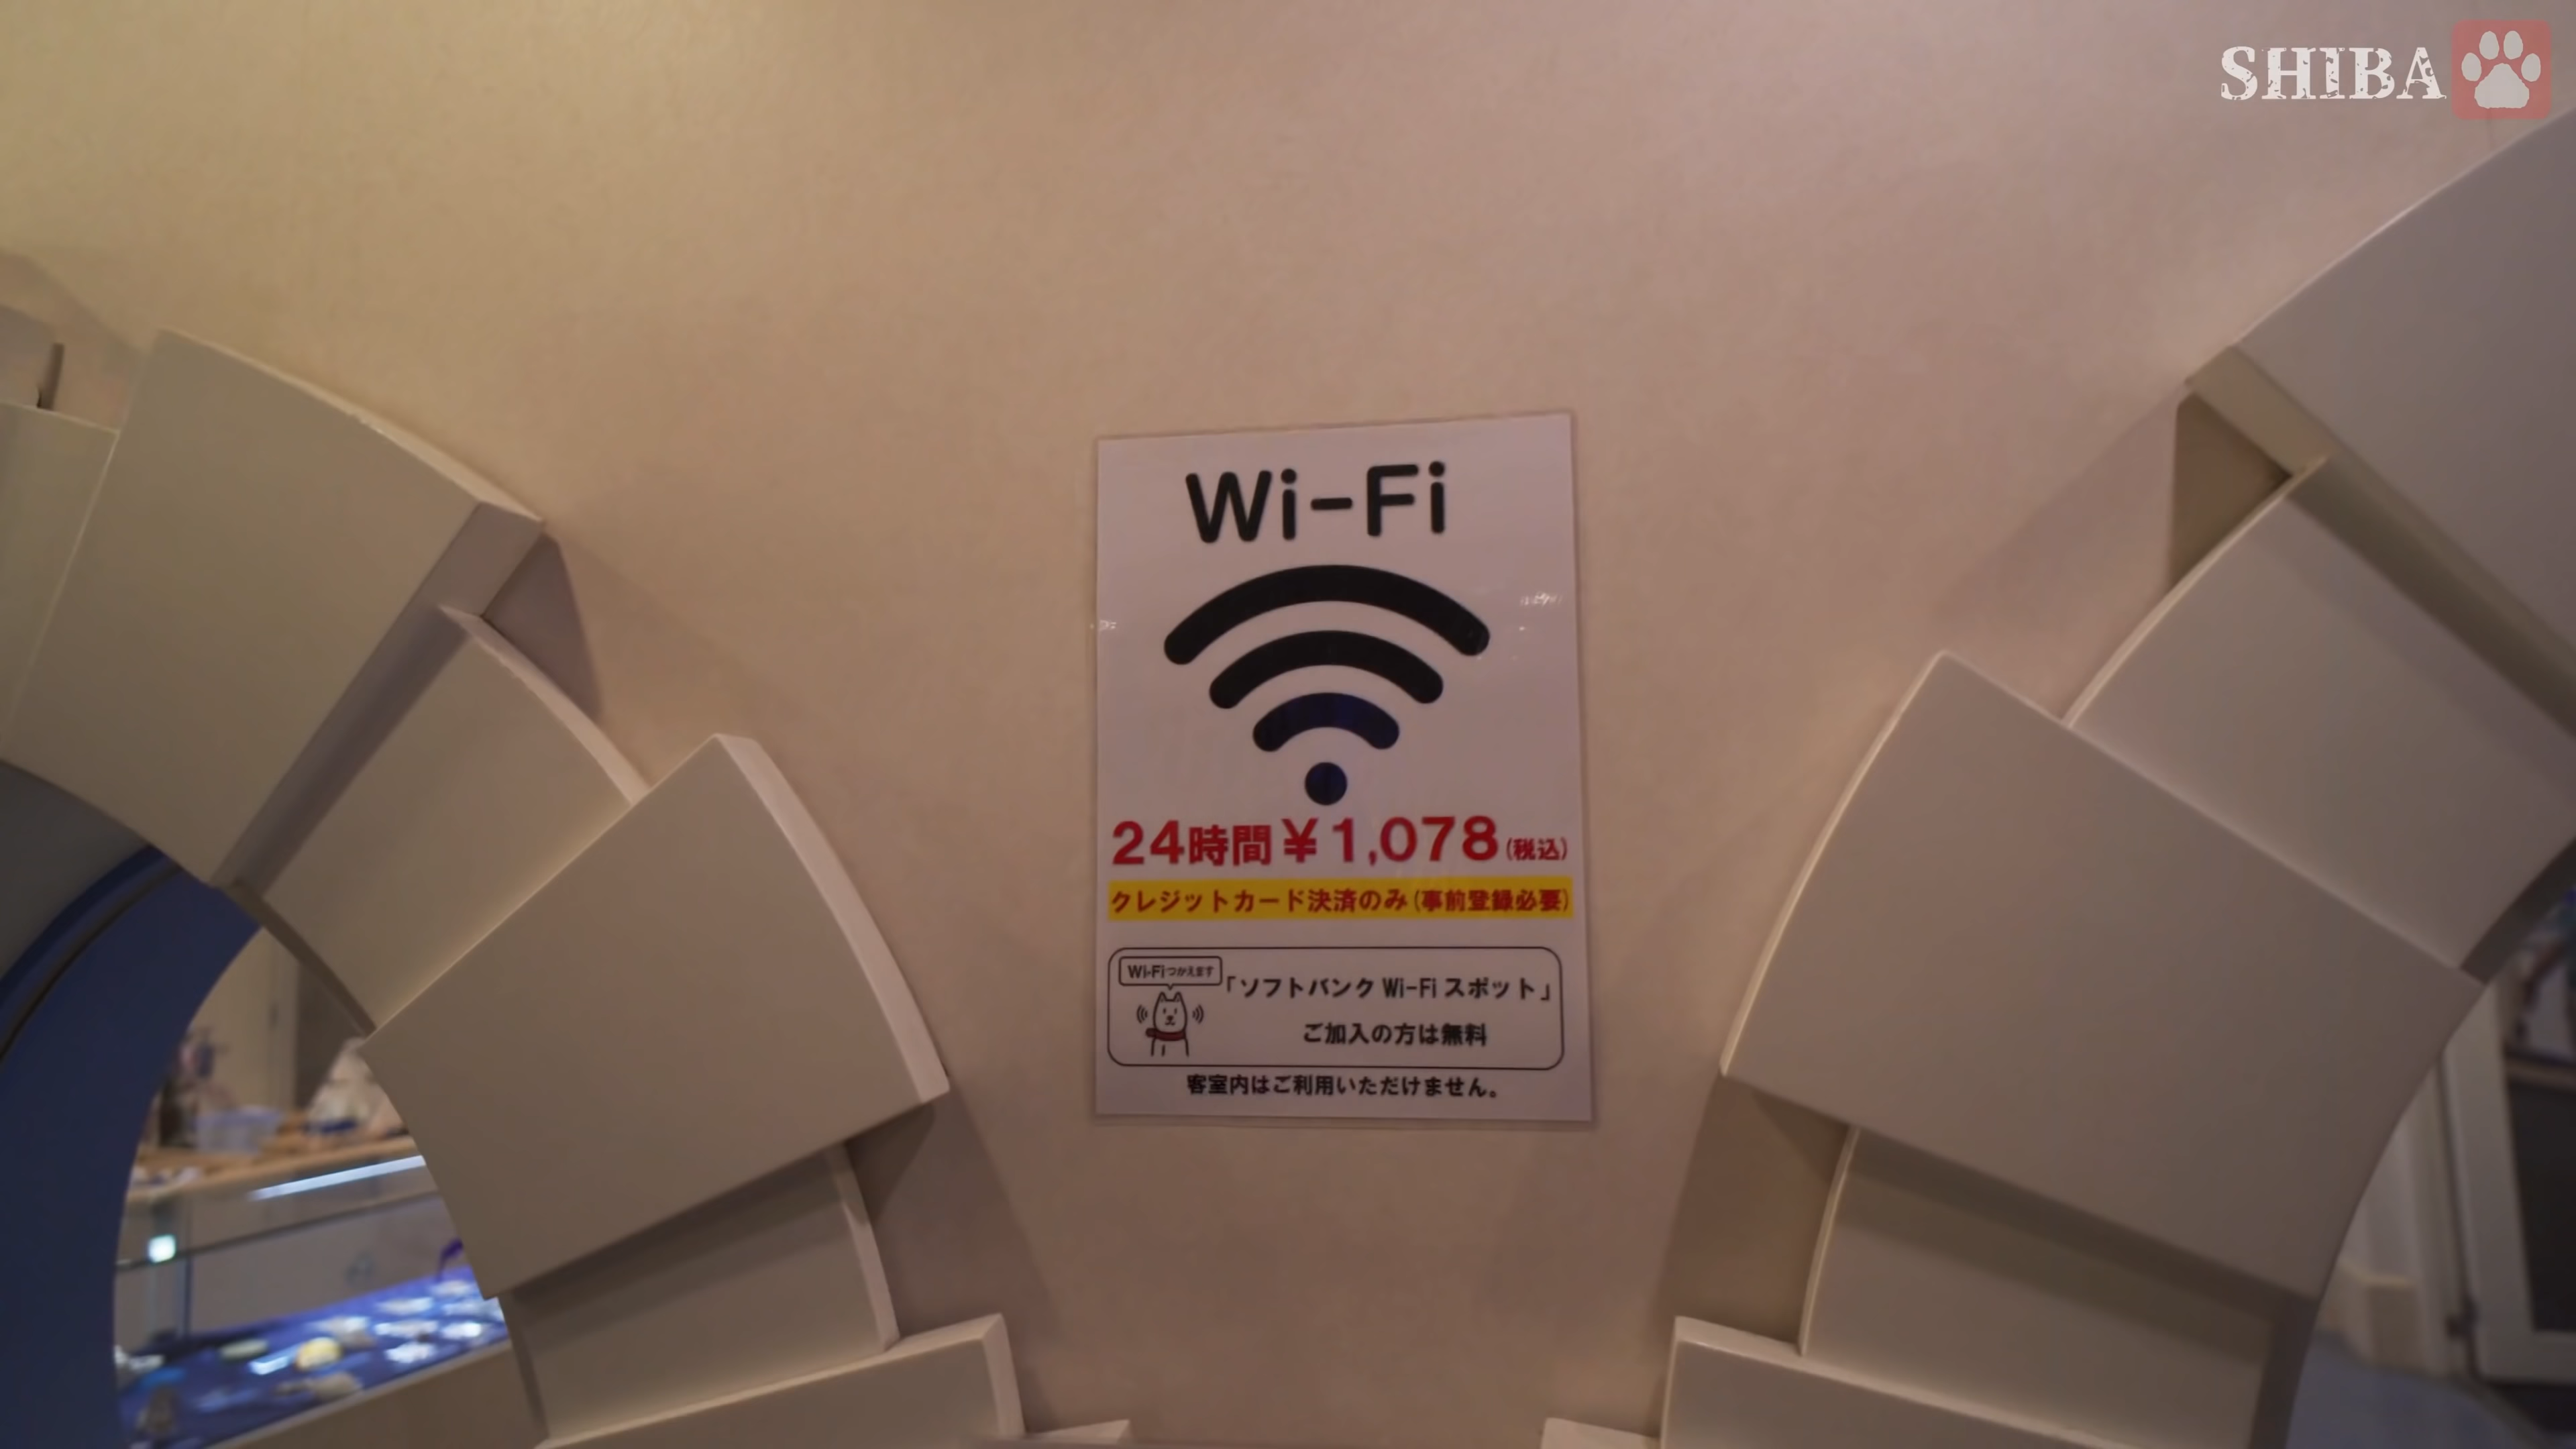 SHIBA
Wi-Fi
24時間¥1,078(税込)
クレジットカード決済のみ(事前登録必要)
Wi-Fiつかえます
「ソフトバンク Wi-Fi スポット」
ご加入の方は無料
客室内はご利用いただけません。